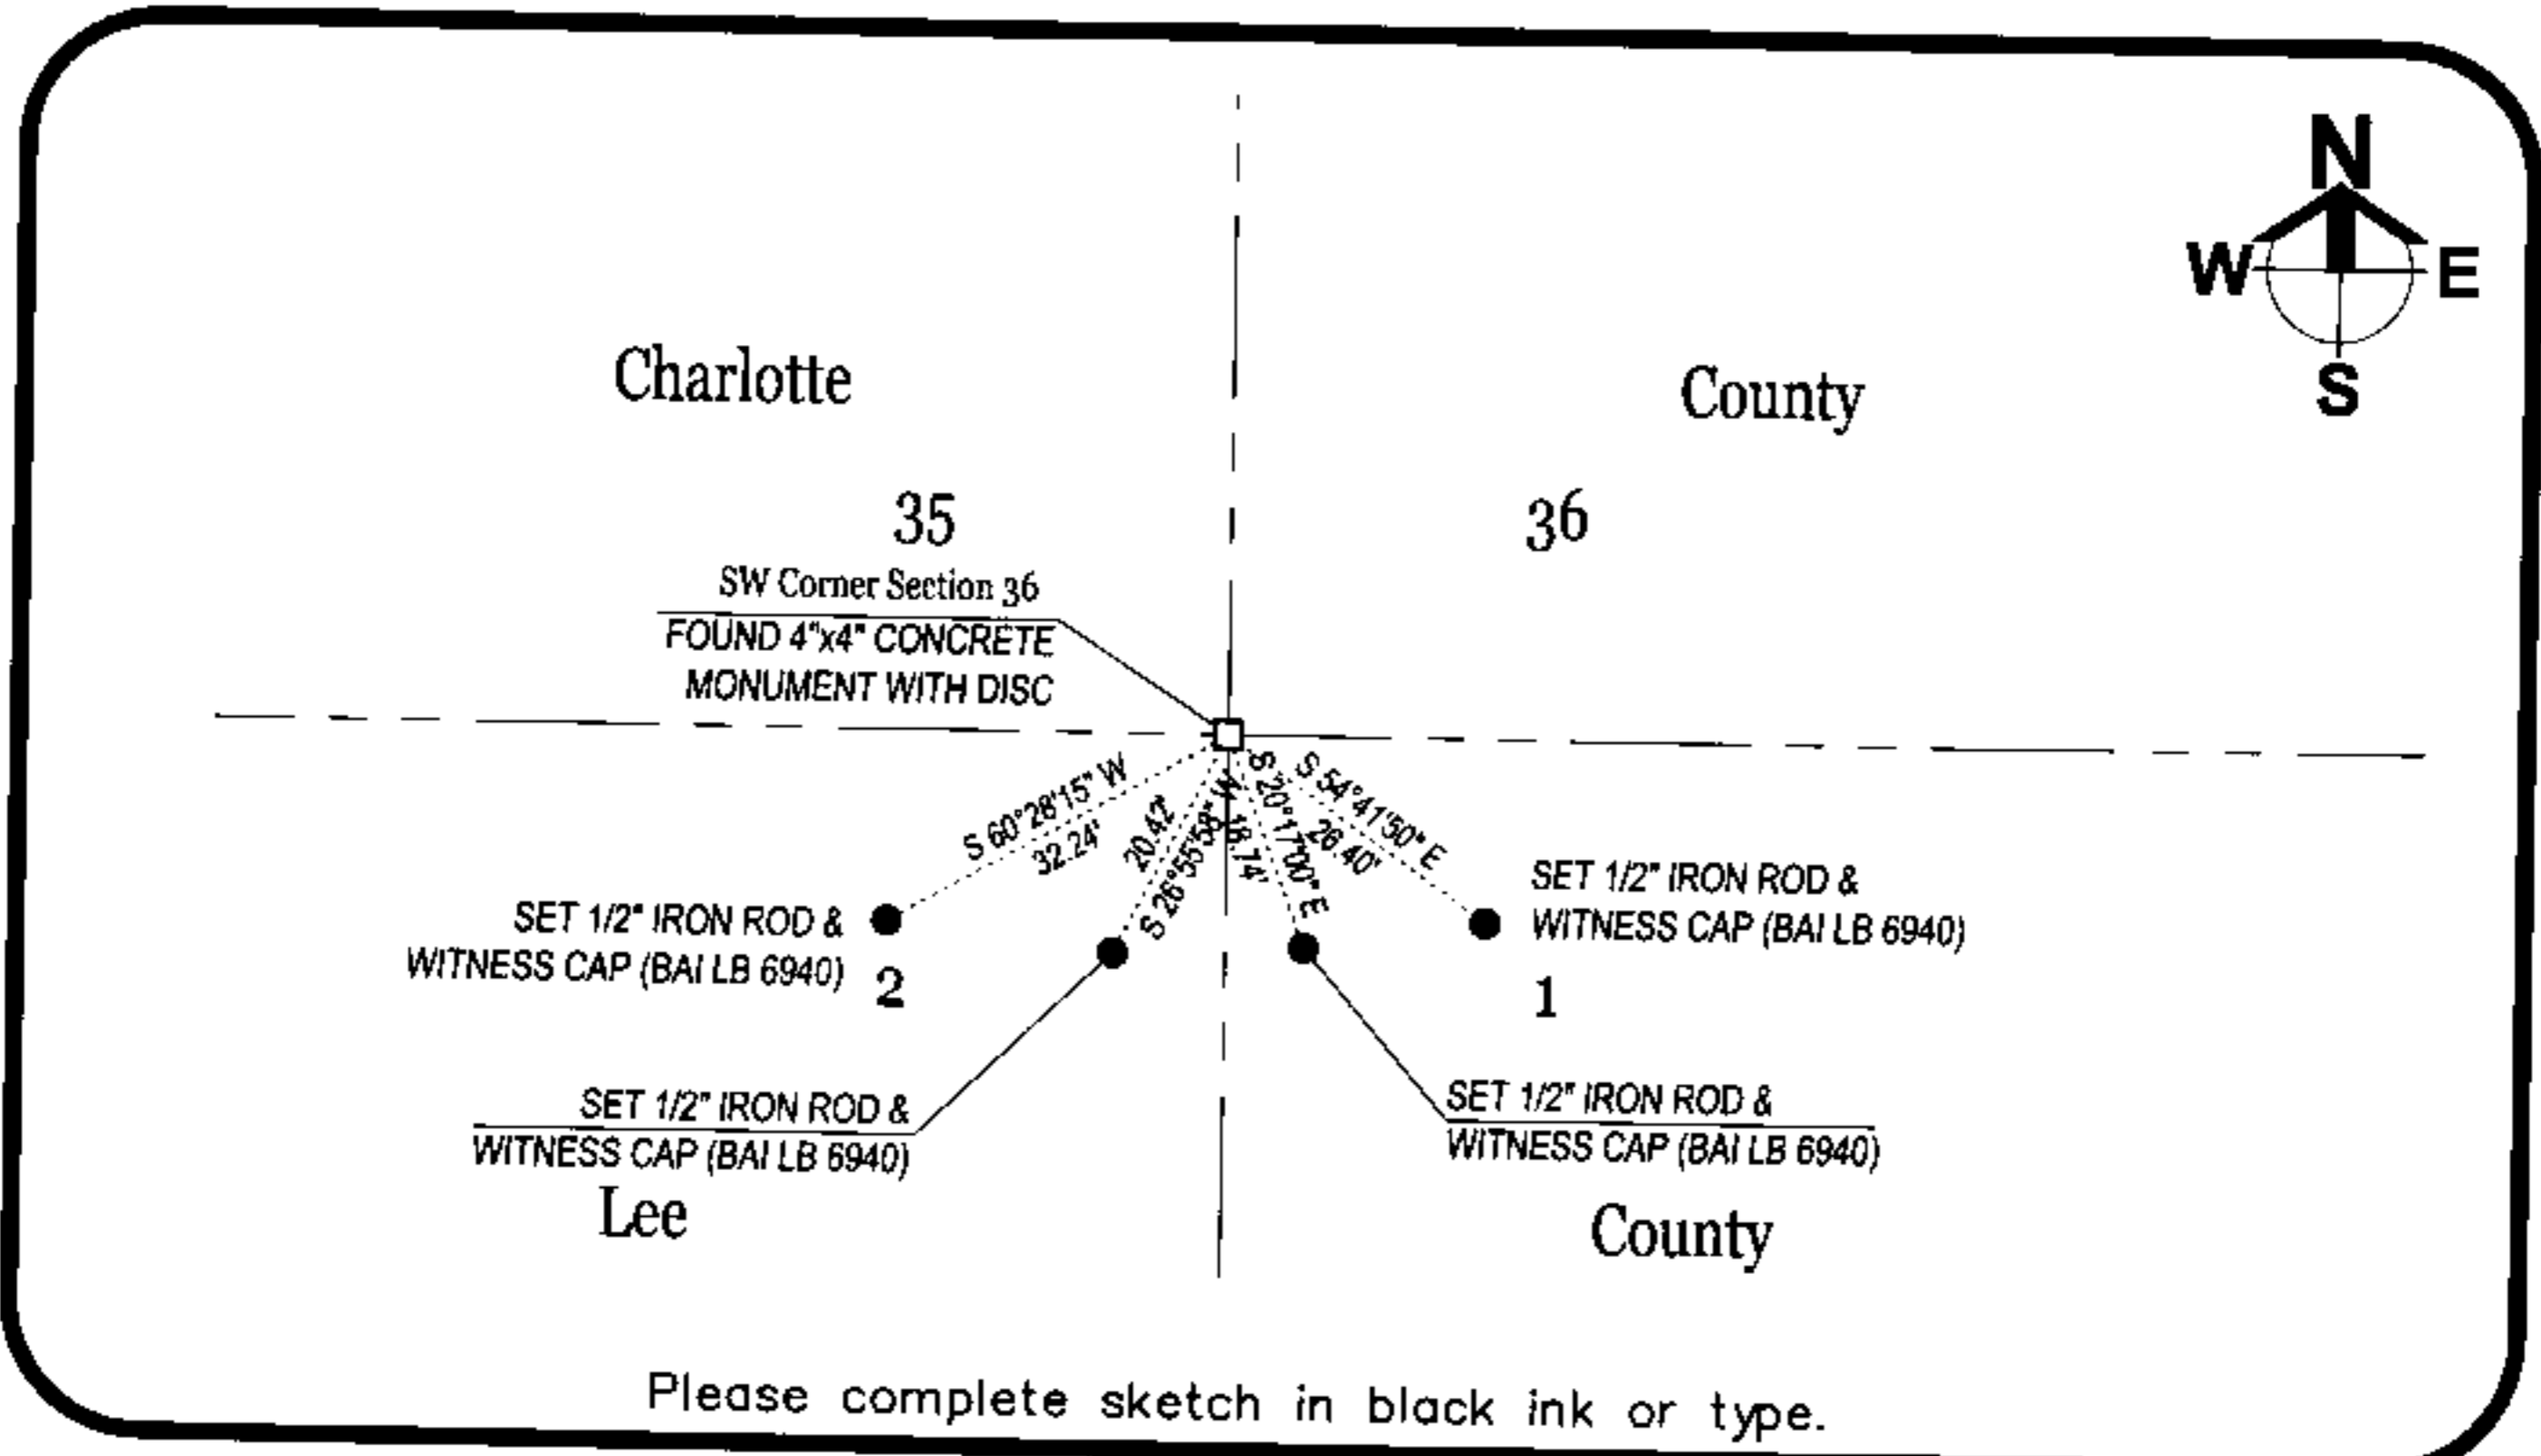 N
W E
S
Charlotte County
35 36
SW Corner Section 36
FOUND 4"x4" CONCRETE
MONUMENT WITH DISC
S 60°28'15" W
32.24'
20.42'
S 26°55'58" W
S 20°17'00" E
18.74'
S 54°41'50" E
26.40'
SET 1/2" IRON ROD &
WITNESS CAP (BAI LB 6940)
2
SET 1/2" IRON ROD &
WITNESS CAP (BAI LB 6940)
1
SET 1/2" IRON ROD &
WITNESS CAP (BAI LB 6940)
SET 1/2" IRON ROD &
WITNESS CAP (BAI LB 6940)
Lee County
Please complete sketch in black ink or type.